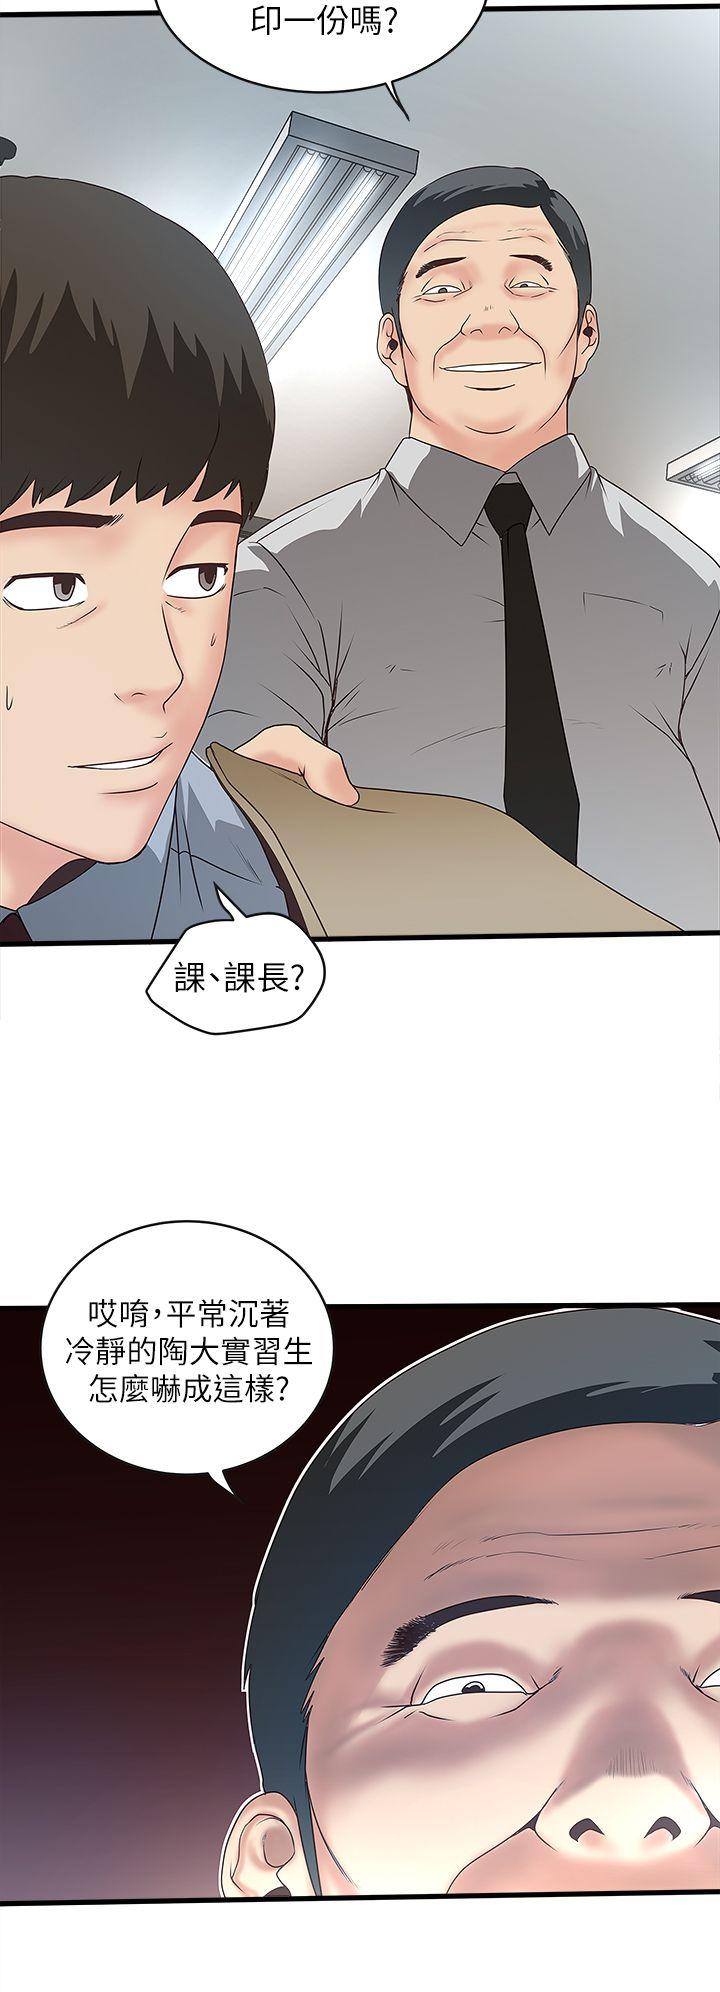 印一份嗎?
課、課長?
哎唷，平常沉著
冷靜的陶大實習生
怎麼嚇成這樣?